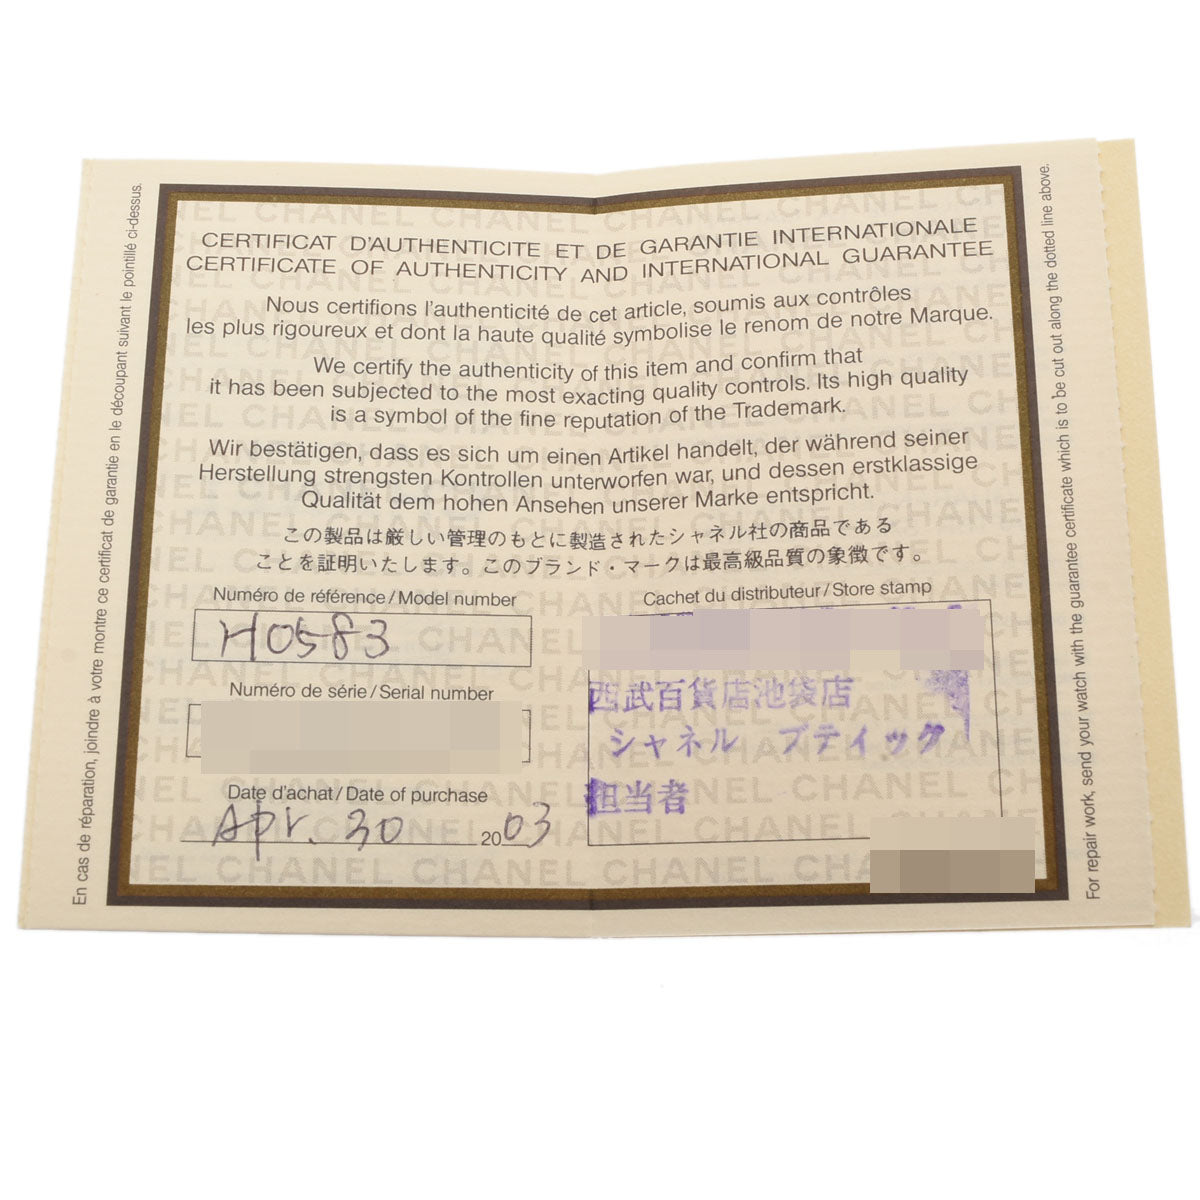 CERTIFICAT D'AUTHENTICITE ET DE GARANTIE INTERNATIONALE
CERTIFICATE OF AUTHENTICITY AND INTERNATIONAL GUARANTEE
Nous certifions l'authenticité de cet article, soumis aux contrôles
les plus rigoureux et dont la haute qualité symbolise le renom de notre Marque.
We certify the authenticity of this item and confirm that
it has been subjected to the most exacting quality controls. Its high quality
is a symbol of the fine reputation of the Trademark.
Wir bestätigen, dass es sich um einen Artikel handelt, der während seiner
Herstellung strengsten Kontrollen unterworfen war, und dessen erstklassige
Qualität dem hohen Ansehen unserer Marke entspricht.
この製品は厳しい管理のもとに製造されたシャネル社の商品である
ことを証明いたします。このブランド・マークは最高級品質の象徴です。
Numéro de référence / Model number
H0583
Numéro de série / Serial number
Date d'achat / Date of purchase
Apr. 30 2003
Cachet du distributeur / Store stamp
西武百貨店池袋店
シャネル ブティック
担当者
En cas de réparation, joindre à votre montre ce certificat de garantie en le découpant suivant le pointillé ci-dessus.
For repair work, send your watch with the guarantee certificate which is to be cut out along the dotted line above.